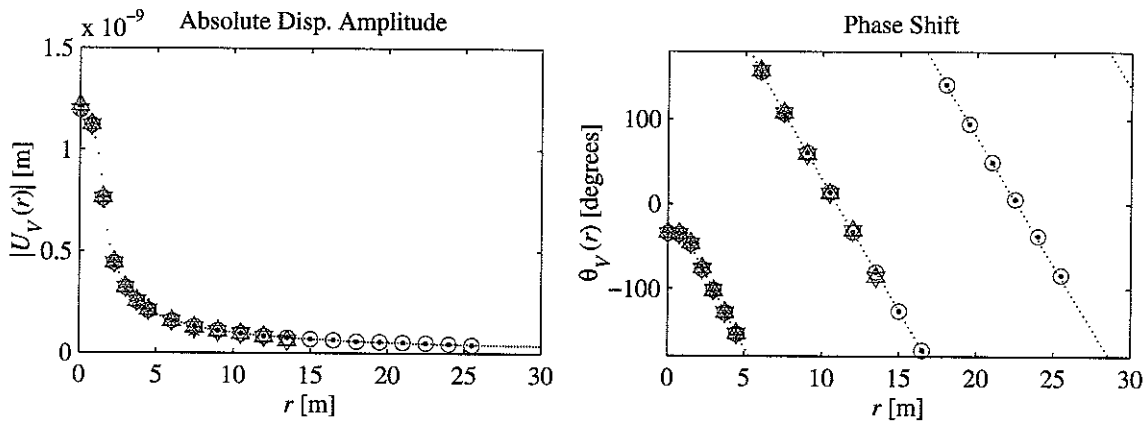 Absolute Disp. Amplitude
x 10⁻⁹
1.5
1
0.5
0
|U_V(r)| [m]
0 5 10 15 20 25 30
r [m]
Phase Shift
100
0
−100
θ_V(r) [degrees]
0 5 10 15 20 25 30
r [m]